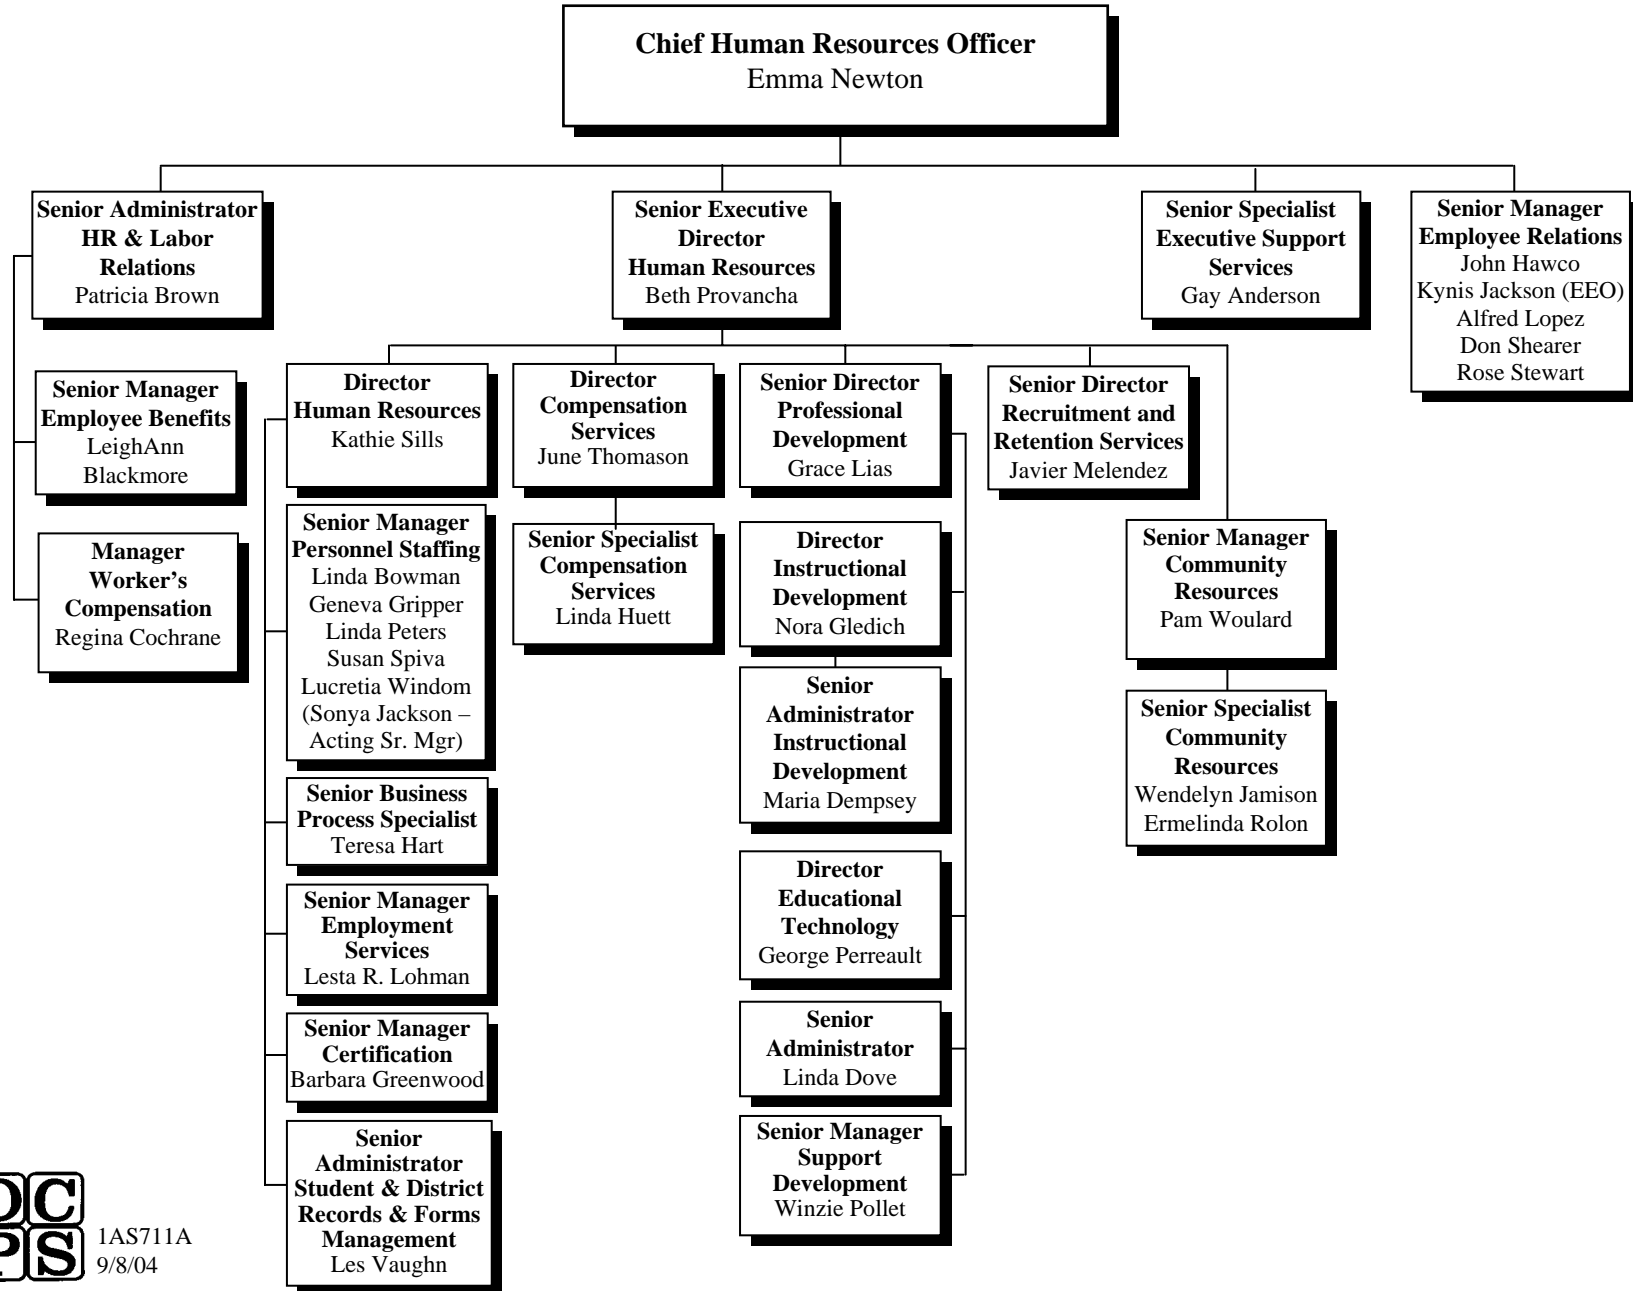 Chief Human Resources Officer
Emma Newton
Senior Administrator
HR & Labor
Relations
Patricia Brown
Senior Executive
Director
Human Resources
Beth Provancha
Senior Specialist
Executive Support
Services
Gay Anderson
Senior Manager
Employee Relations
John Hawco
Kynis Jackson (EEO)
Alfred Lopez
Don Shearer
Rose Stewart
Senior Manager
Employee Benefits
LeighAnn
Blackmore
Manager
Worker's
Compensation
Regina Cochrane
Director
Human Resources
Kathie Sills
Senior Manager
Personnel Staffing
Linda Bowman
Geneva Gripper
Linda Peters
Susan Spiva
Lucretia Windom
(Sonya Jackson –
Acting Sr. Mgr)
Senior Business
Process Specialist
Teresa Hart
Senior Manager
Employment
Services
Lesta R. Lohman
Senior Manager
Certification
Barbara Greenwood
Senior
Administrator
Student & District
Records & Forms
Management
Les Vaughn
Director
Compensation
Services
June Thomason
Senior Specialist
Compensation
Services
Linda Huett
Senior Director
Professional
Development
Grace Lias
Director
Instructional
Development
Nora Gledich
Senior
Administrator
Instructional
Development
Maria Dempsey
Director
Educational
Technology
George Perreault
Senior
Administrator
Linda Dove
Senior Manager
Support
Development
Winzie Pollet
Senior Director
Recruitment and
Retention Services
Javier Melendez
Senior Manager
Community
Resources
Pam Woulard
Senior Specialist
Community
Resources
Wendelyn Jamison
Ermelinda Rolon
C
PS
1AS711A
9/8/04